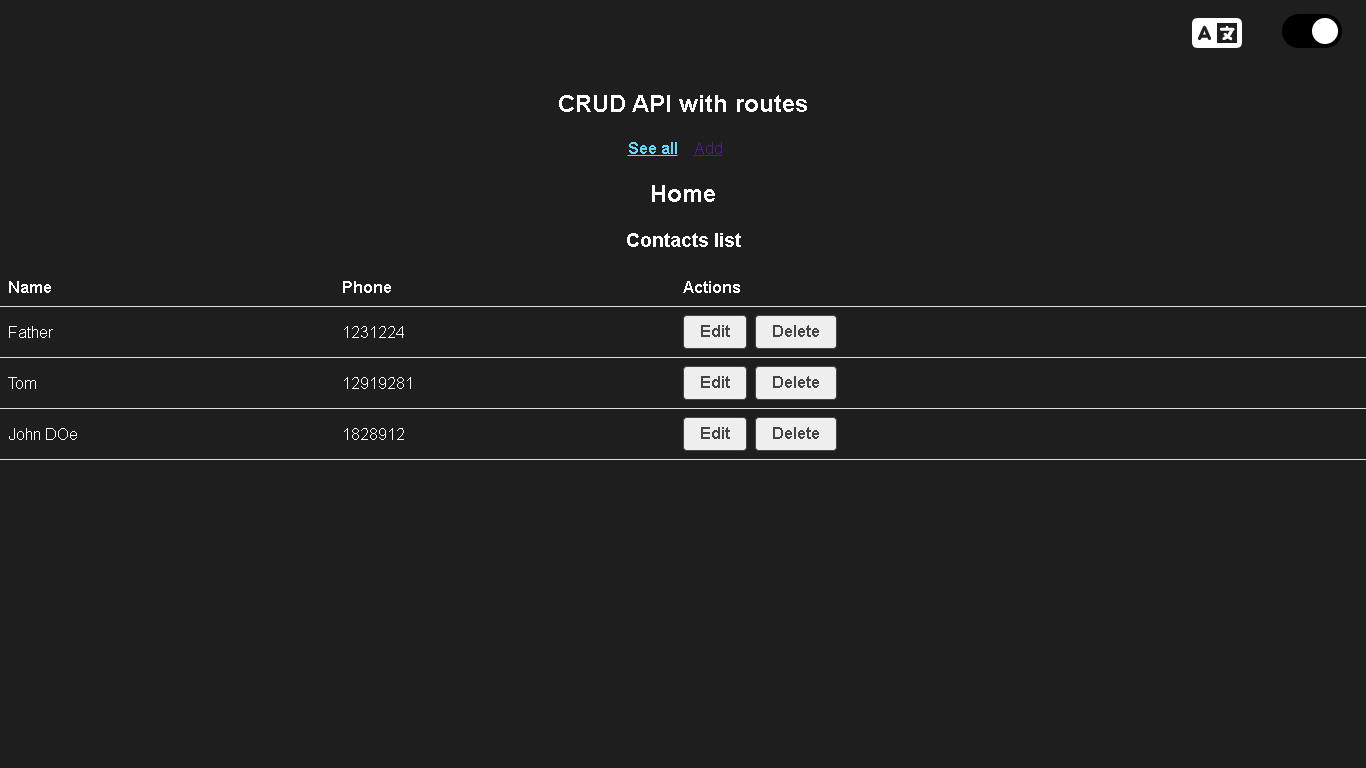 A 文
CRUD API with routes
See all Add
Home
Contacts list
Name Phone Actions
Father 1231224 Edit Delete
Tom 12919281 Edit Delete
John DOe 1828912 Edit Delete